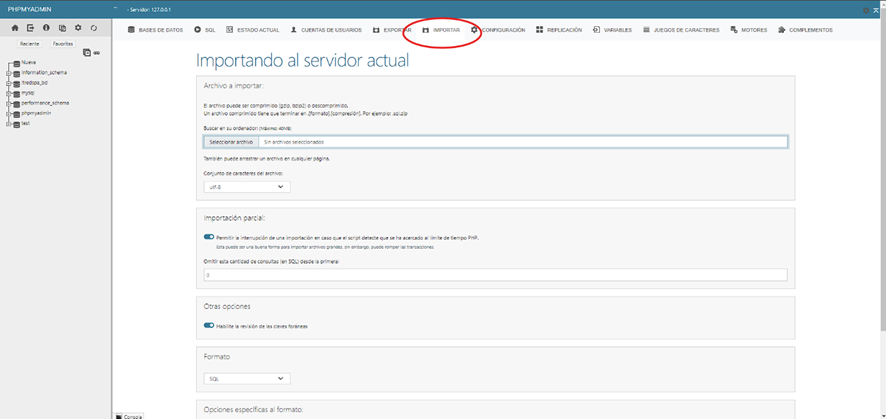 PHPMYADMIN
Servidor: 127.0.0.1
Reciente
Favoritas
Nueva
information_schema
mysql
performance_schema
phpmyadmin
test
BASES DE DATOS
SQL
ESTADO ACTUAL
CUENTAS DE USUARIOS
EXPORTAR
IMPORTAR
CONFIGURACIÓN
REPLICACIÓN
VARIABLES
JUEGOS DE CARACTERES
MOTORES
COMPLEMENTOS
Importando al servidor actual
Archivo a importar:
El archivo puede ser comprimido (gzip, bzip2) o descomprimido.
Un archivo comprimido tiene que terminar en .[formato].[compresión]. Por ejemplo: .sql.zip
Buscar en su ordenador: (Máximo: 40MB)
Seleccionar archivo
Sin archivos seleccionados
También puede arrastrar un archivo en cualquier página.
Conjunto de caracteres del archivo:
utf-8
Importación parcial:
Permitir la interrupción de una importación en caso que el script detecte que se ha acercado al límite de tiempo PHP.
Esto puede ser una buena forma para importar archivos grandes, sin embargo, puede romper las transacciones.
Omitir esta cantidad de consultas (en SQL) desde la primera:
0
Otras opciones
Habilite la revisión de las claves foráneas
Formato
SQL
Opciones específicas al formato:
Consola